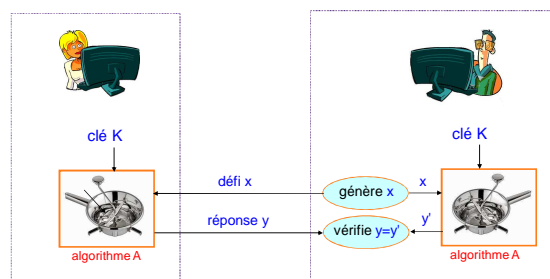 clé K
clé K
défi x
génère x
x
réponse y
vérifie y=y'
y'
algorithme A
algorithme A